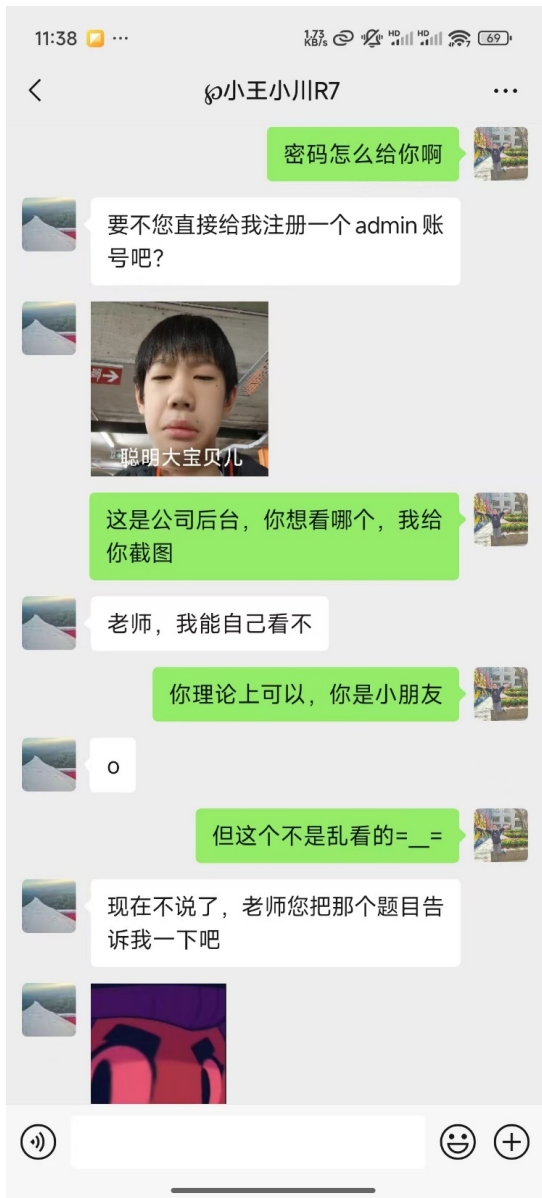 11:38
1.73
KB/s
HD
HD
69
小王小川R7
密码怎么给你啊
要不您直接给我注册一个admin账
号吧？
聪明大宝贝儿
这是公司后台，你想看哪个，我给
你截图
老师，我能自己看不
你理论上可以，你是小朋友
o
但这个不是乱看的=__=
现在不说了，老师您把那个题目告
诉我一下吧